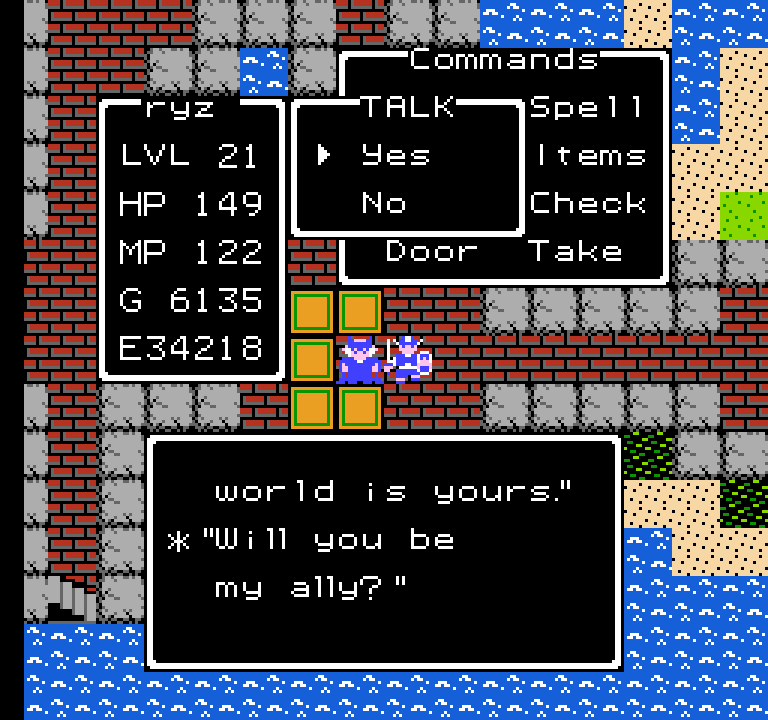 Commands
ryz
TALK
Spell
LVL 21
Yes
Items
HP 149
No
Check
MP 122
Door
Take
G 6135
E34218
world is yours."
* "Will you be
my ally? "